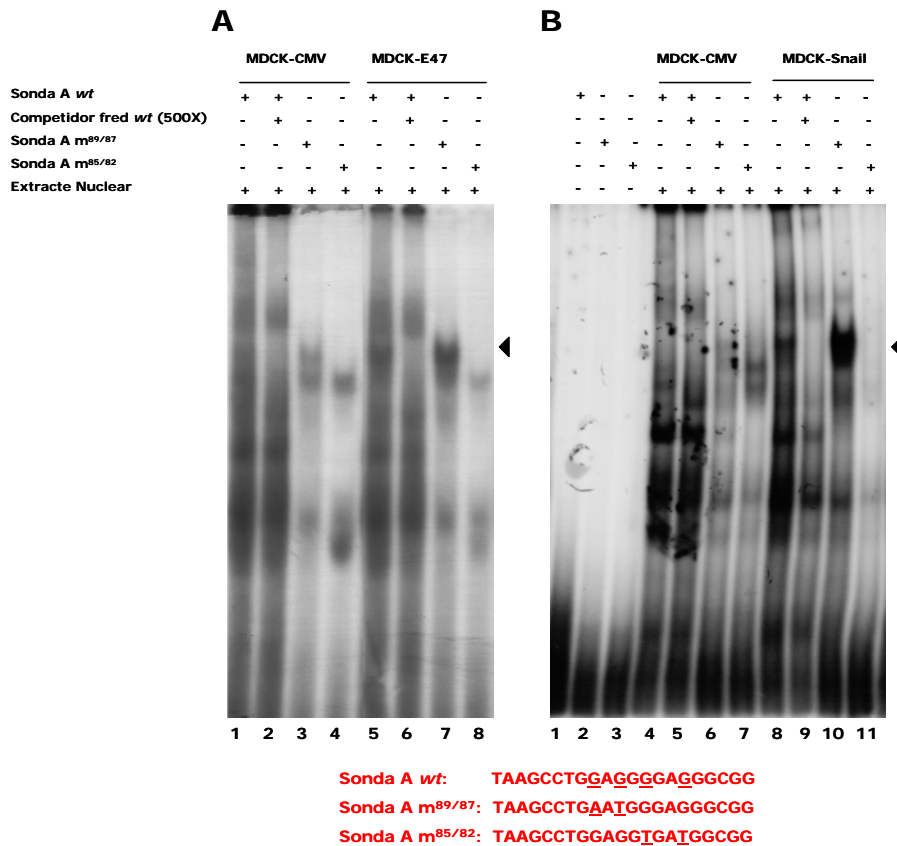 A B
MDCK-CMV MDCK-E47 MDCK-CMV MDCK-Snail
Sonda A wt + + - - + + - - + - - + + - - + + - -
Competidor fred wt (500X) - + - - - + - - - - - - + - - - + - -
Sonda A m89/87 - - + - - - + - - + - - - + - - - + -
Sonda A m85/82 - - - + - - - + - - + - - - + - - - +
Extracte Nuclear + + + + + + + + - - - + + + + + + + +
1 2 3 4 5 6 7 8 1 2 3 4 5 6 7 8 9 10 11
Sonda A wt: TAAGCCTGGAGGGGAGGGCGG
Sonda A m89/87: TAAGCCTGAATGGGAGGGCGG
Sonda A m85/82: TAAGCCTGGAGGTGATGGCGG